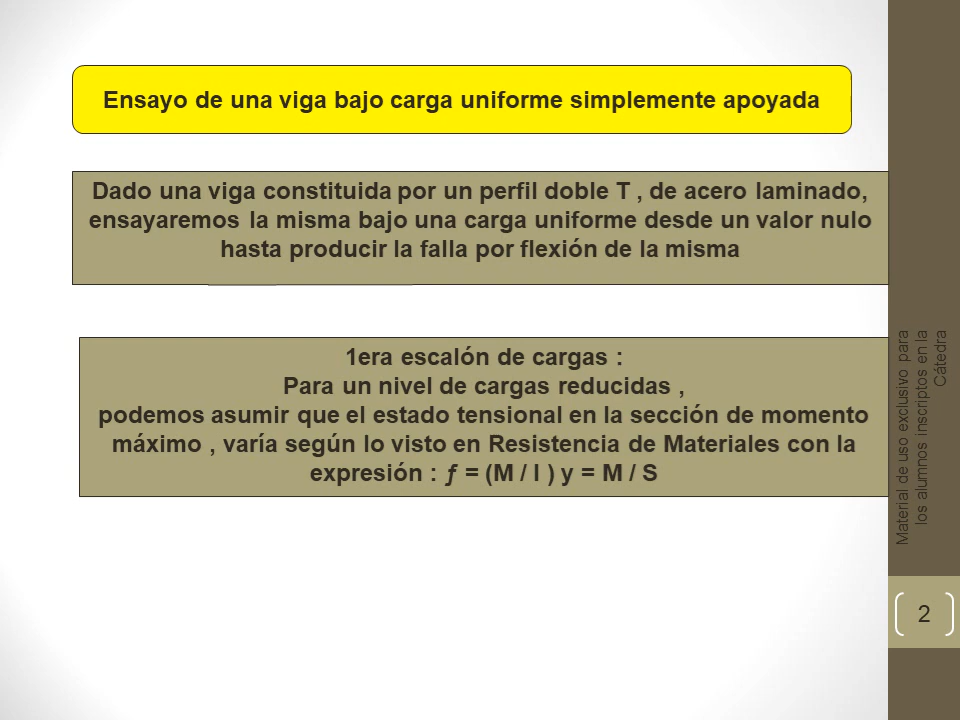 Ensayo de una viga bajo carga uniforme simplemente apoyada
Dado una viga constituida por un perfil doble T , de acero laminado,
ensayaremos la misma bajo una carga uniforme desde un valor nulo
hasta producir la falla por flexión de la misma
1era escalón de cargas :
Para un nivel de cargas reducidas ,
podemos asumir que el estado tensional en la sección de momento
máximo , varía según lo visto en Resistencia de Materiales con la
expresión : ƒ = (M / I ) y = M / S
Material de uso exclusivo para
los alumnos inscriptos en la
Cátedra
2